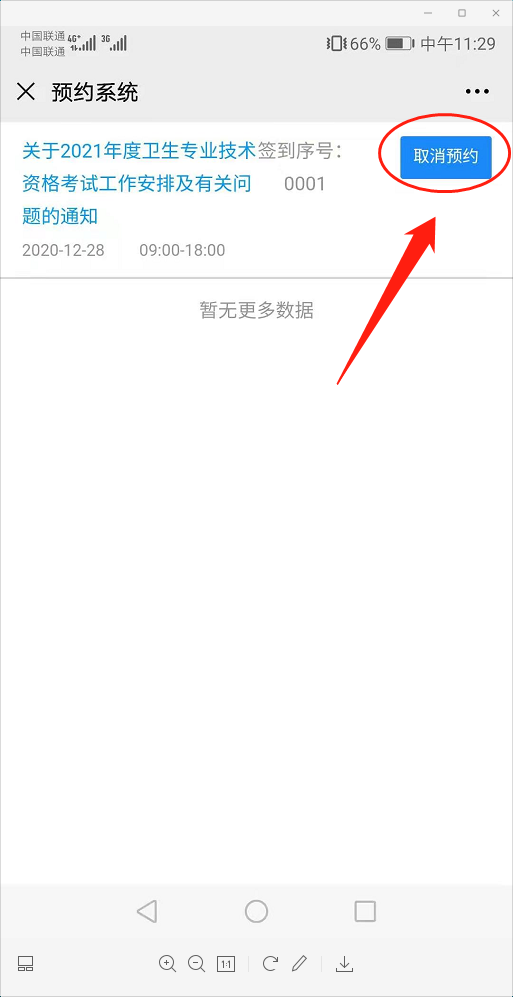 中国联通 4G+ 3G 66% 中午11:29
中国联通
预约系统
关于2021年度卫生专业技术 签到序号: 取消预约
资格考试工作安排及有关问 0001
题的通知
2020-12-28 09:00-18:00
暂无更多数据
1:1